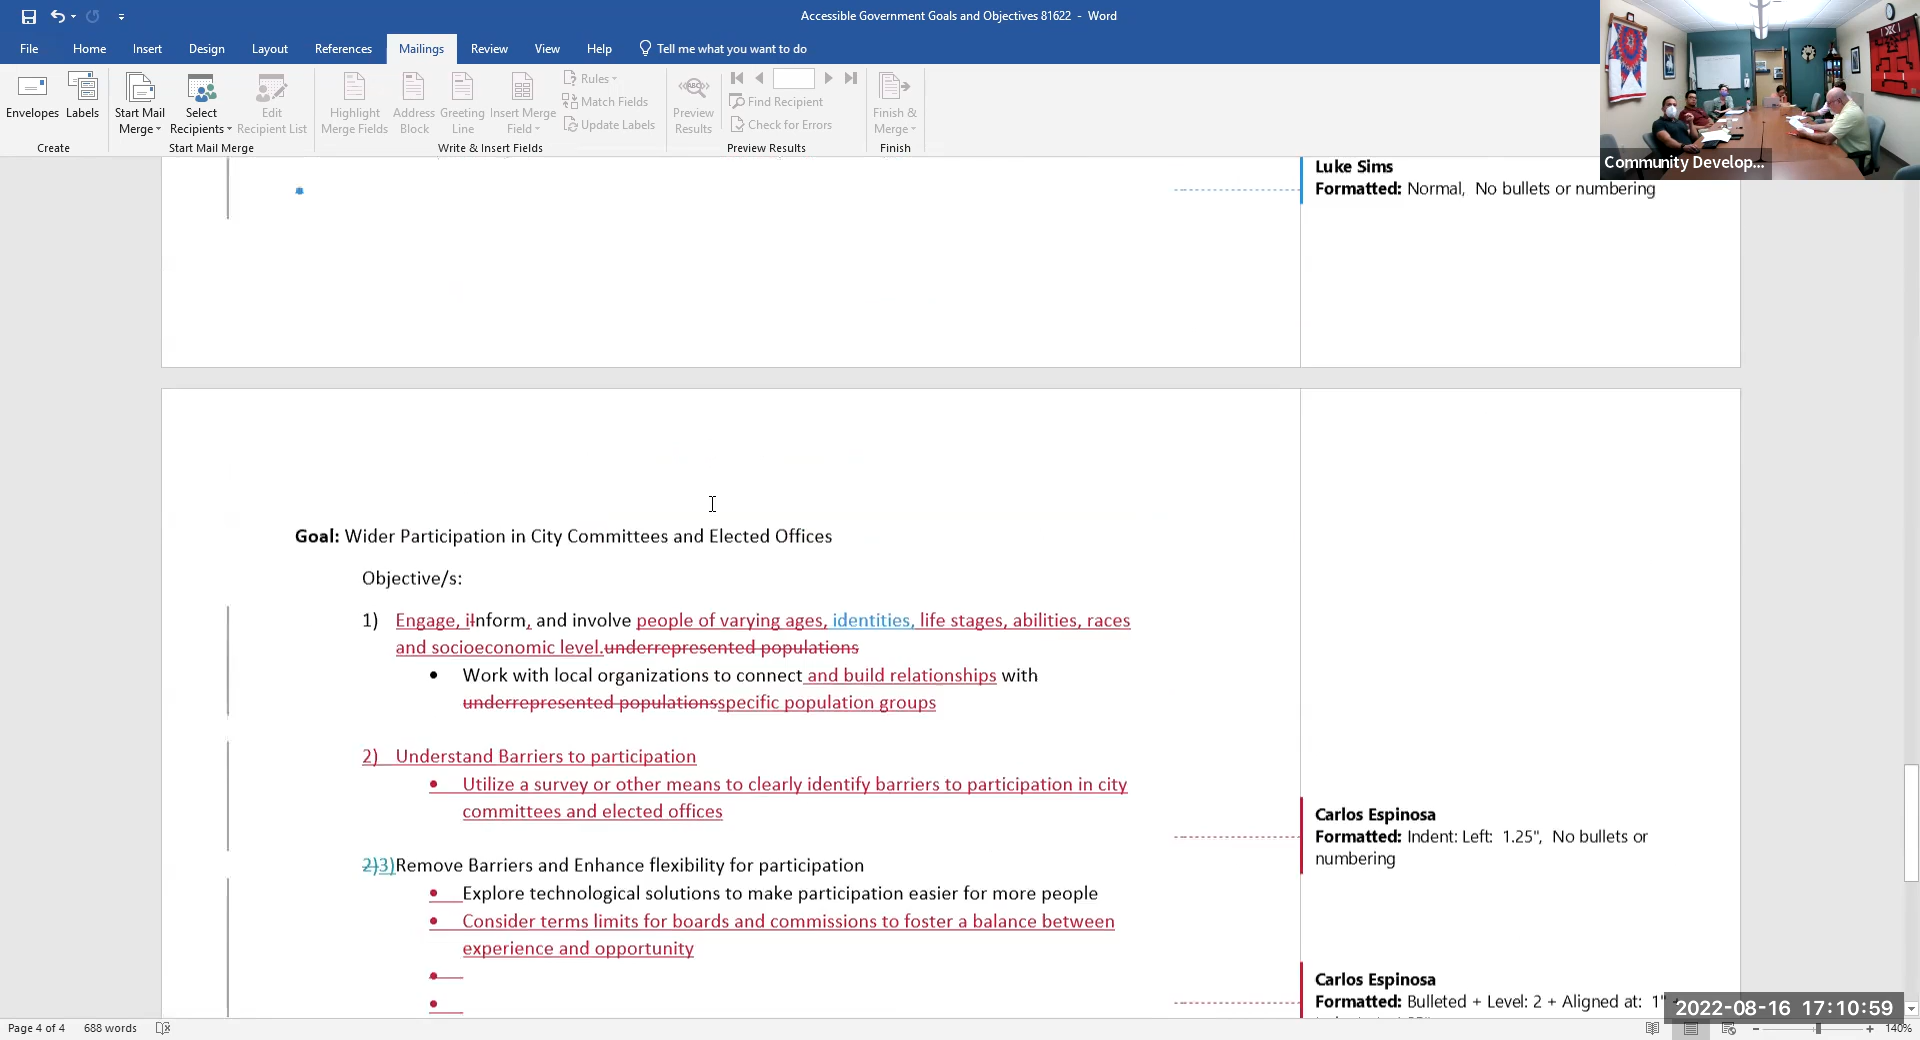 Accessible Government Goals and Objectives 81622 - Word
File Home Insert Design Layout References Mailings Review View Help Tell me what you want to do
Envelopes Labels Start Mail Merge Select Recipients Edit Recipient List Highlight Merge Fields Address Block Greeting Line Insert Merge Field Rules Match Fields Update Labels ABC Preview Results Find Recipient Check for Errors Finish & Merge
Create Start Mail Merge Write & Insert Fields Preview Results Finish
Community Develop...
Luke Sims
Formatted: Normal, No bullets or numbering
Goal: Wider Participation in City Committees and Elected Offices
Objective/s:
1) Engage, iInform, and involve people of varying ages, identities, life stages, abilities, races
and socioeconomic level.underrepresented populations
• Work with local organizations to connect and build relationships with
underrepresented populationsspecific population groups
2) Understand Barriers to participation
• Utilize a survey or other means to clearly identify barriers to participation in city
committees and elected offices
Carlos Espinosa
Formatted: Indent: Left: 1.25", No bullets or
numbering
2)3)Remove Barriers and Enhance flexibility for participation
• Explore technological solutions to make participation easier for more people
• Consider terms limits for boards and commissions to foster a balance between
experience and opportunity
•
•
Carlos Espinosa
Formatted: Bulleted + Level: 2 + Aligned at: 1"
2022-08-16 17:10:59
Page 4 of 4 688 words 140%